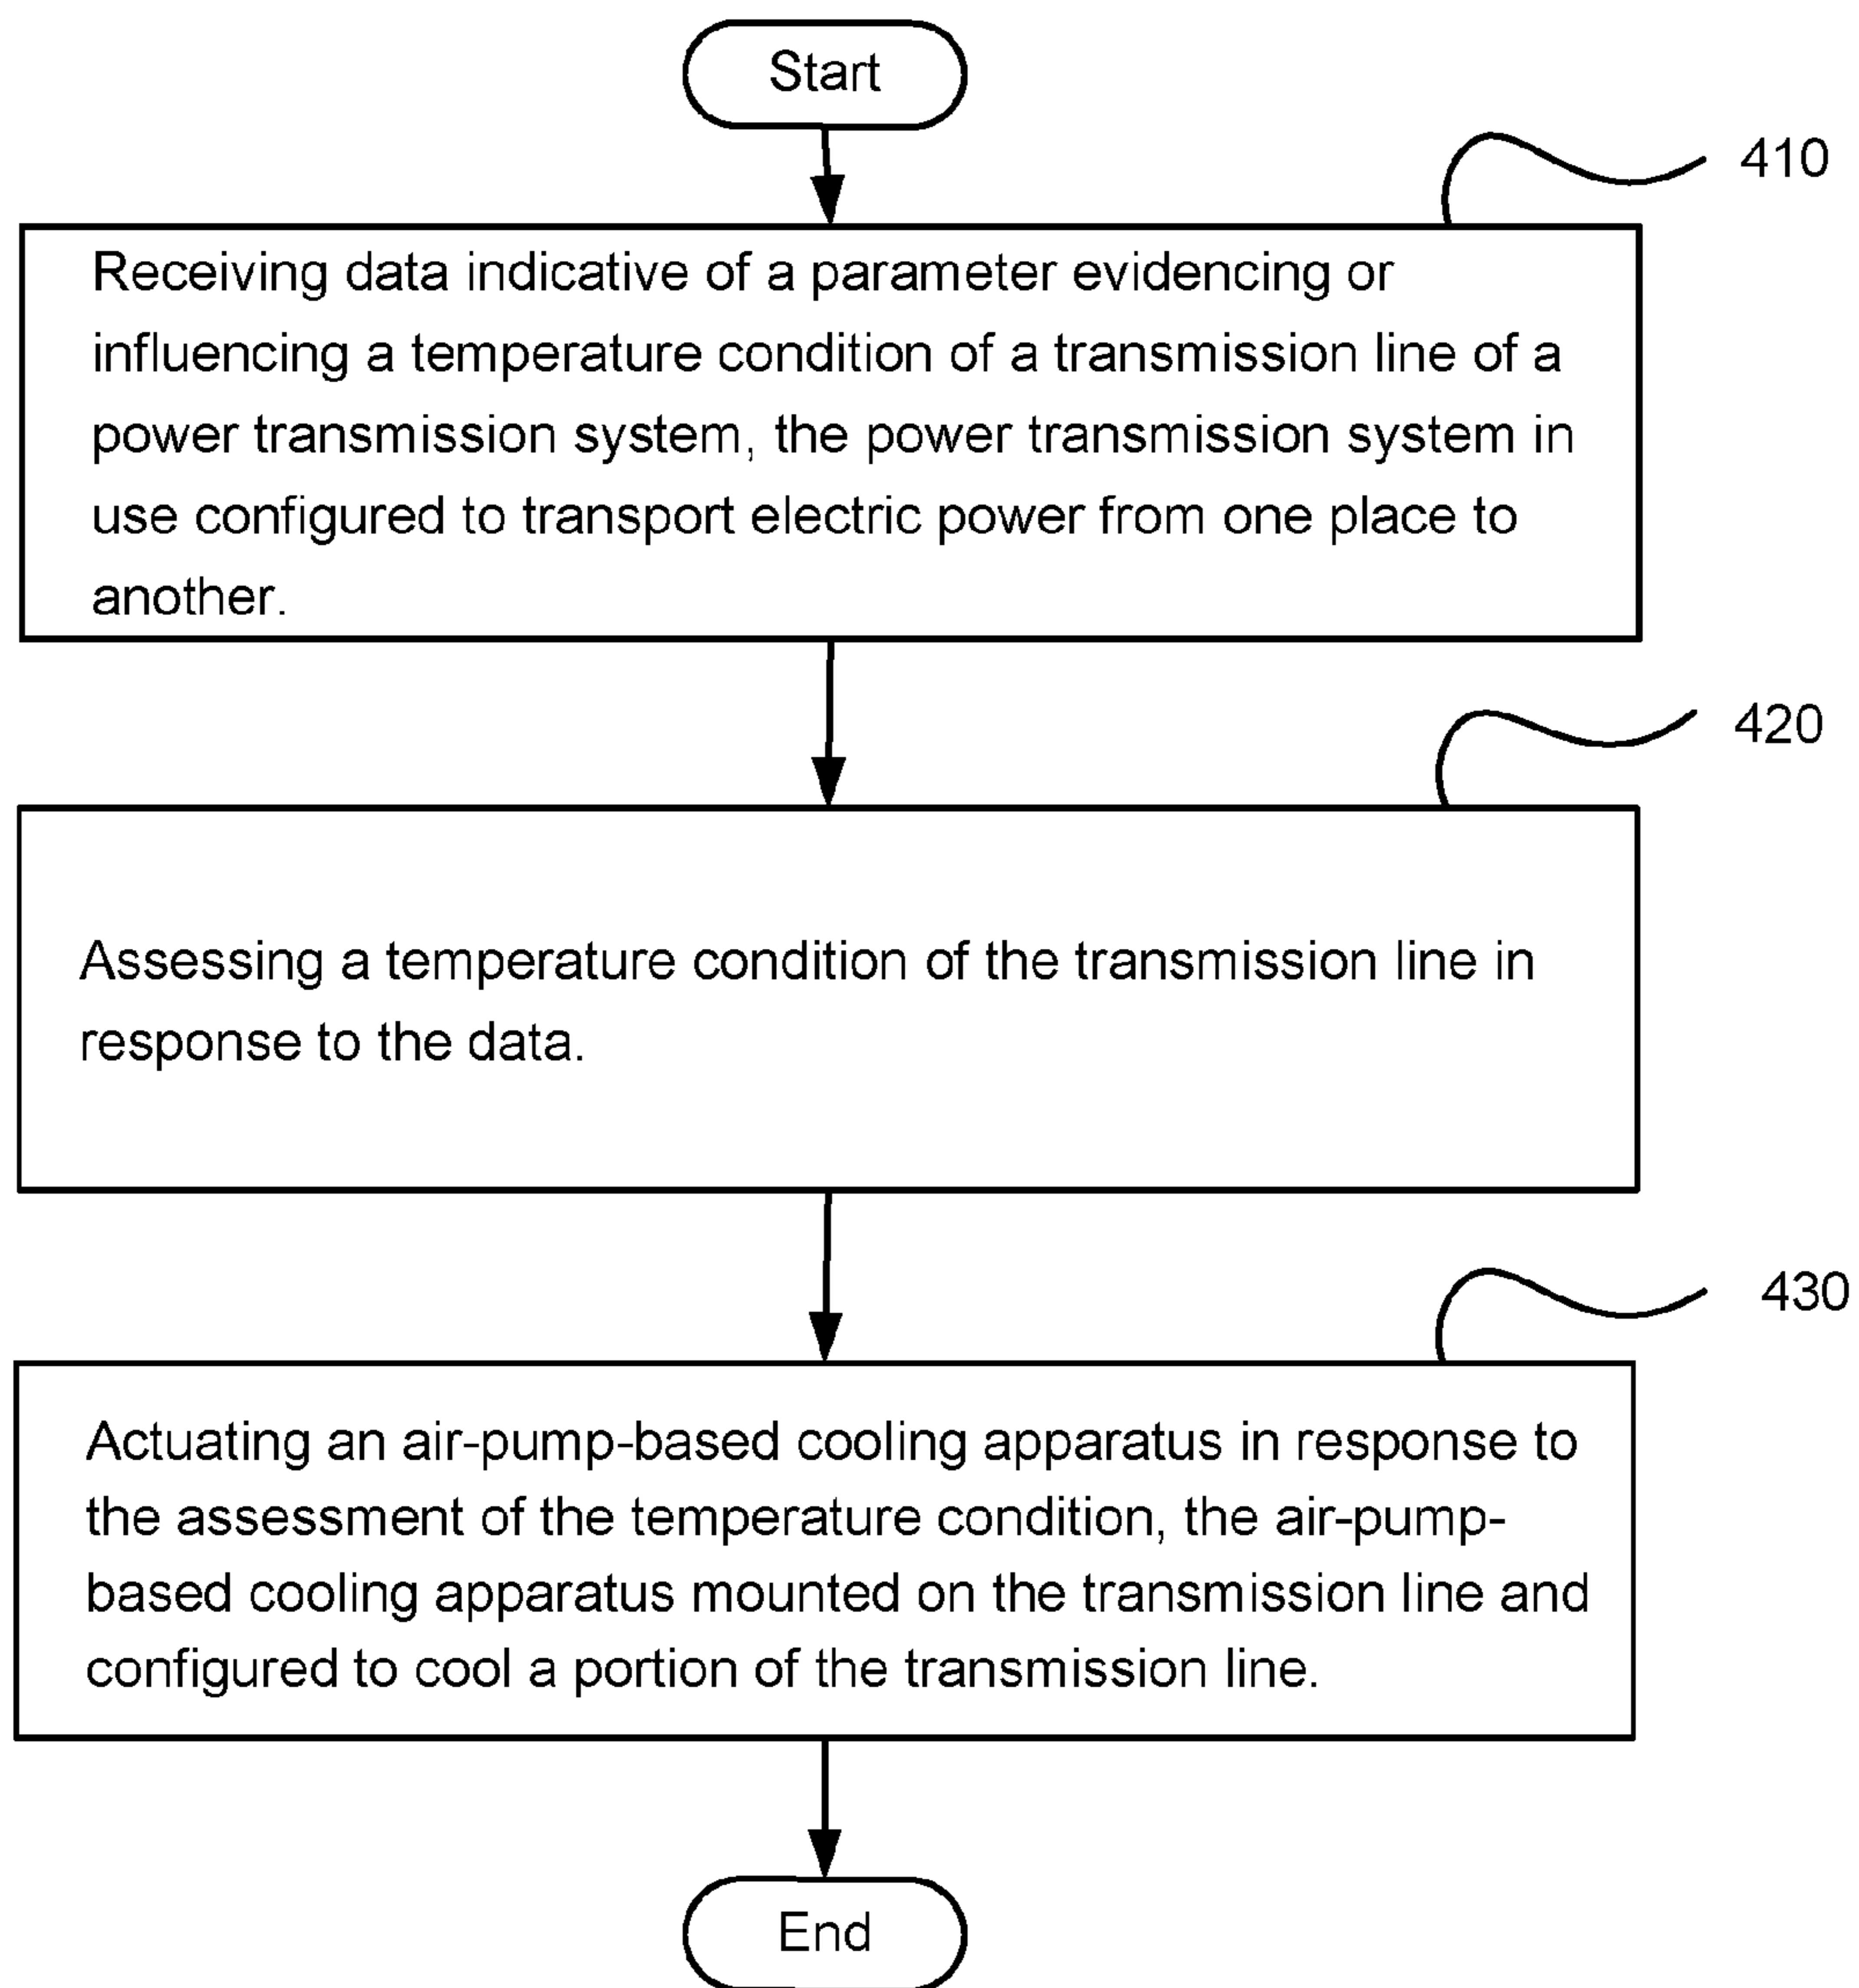 Start
410
Receiving data indicative of a parameter evidencing or
influencing a temperature condition of a transmission line of a
power transmission system, the power transmission system in
use configured to transport electric power from one place to
another.
420
Assessing a temperature condition of the transmission line in
response to the data.
430
Actuating an air-pump-based cooling apparatus in response to
the assessment of the temperature condition, the air-pump-
based cooling apparatus mounted on the transmission line and
configured to cool a portion of the transmission line.
End